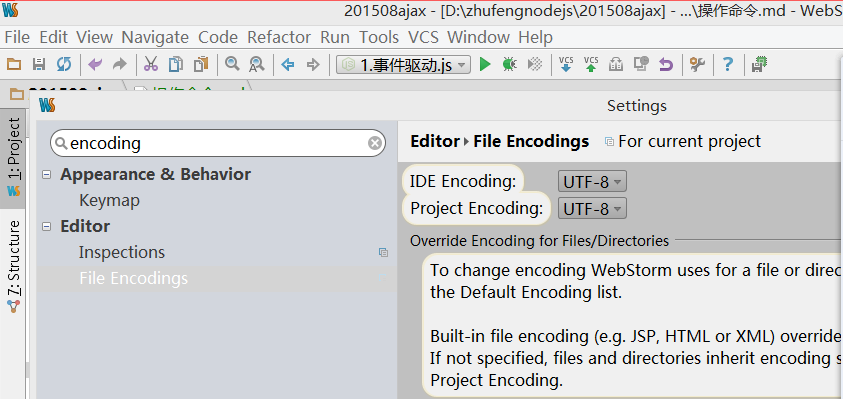 201508ajax - [D:\zhufengnodejs\201508ajax] - ...\操作命令.md - WebS
File Edit View Navigate Code Refactor Run Tools VCS Window Help
1.事件驱动.js
VCS VCS
1: Project
Z: Structure
Settings
encoding
Appearance & Behavior
Keymap
Editor
Inspections
File Encodings
Editor › File Encodings For current project
IDE Encoding: UTF-8
Project Encoding: UTF-8
Override Encoding for Files/Directories
To change encoding WebStorm uses for a file or direc
the Default Encoding list.
Built-in file encoding (e.g. JSP, HTML or XML) override
If not specified, files and directories inherit encoding s
Project Encoding.